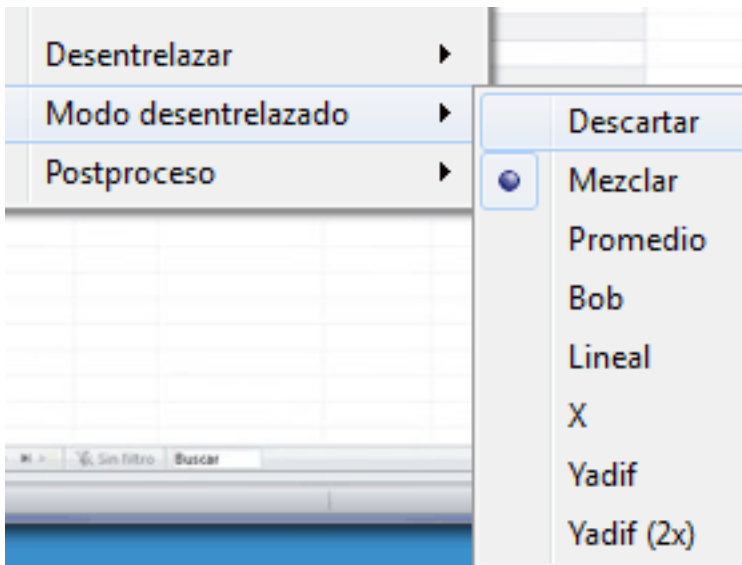 Desentrelazar
Modo desentrelazado
Postproceso
Descartar
Mezclar
Promedio
Bob
Lineal
X
Yadif
Yadif (2x)
Sin filtro Buscar